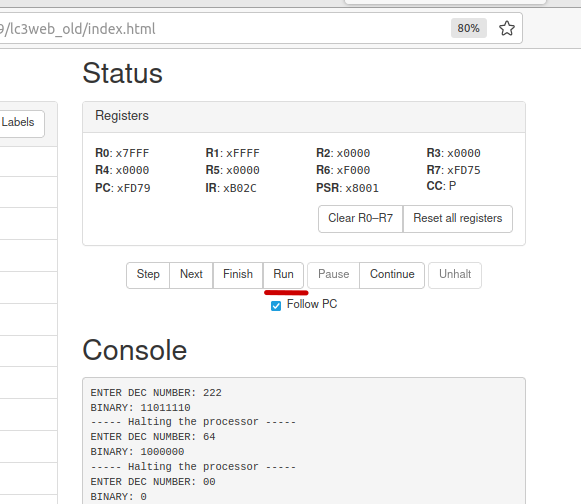 9/lc3web_old/index.html
80%
Status
Labels
Registers
R0: x7FFF R1: xFFFF R2: x0000 R3: x0000
R4: x0000 R5: x0000 R6: xF000 R7: xFD75
PC: xFD79 IR: xB02C PSR: x8001 CC: P
Clear R0–R7 Reset all registers
Step Next Finish Run Pause Continue Unhalt
Follow PC
Console
ENTER DEC NUMBER: 222
BINARY: 11011110
----- Halting the processor -----
ENTER DEC NUMBER: 64
BINARY: 1000000
----- Halting the processor -----
ENTER DEC NUMBER: 00
BINARY: 0